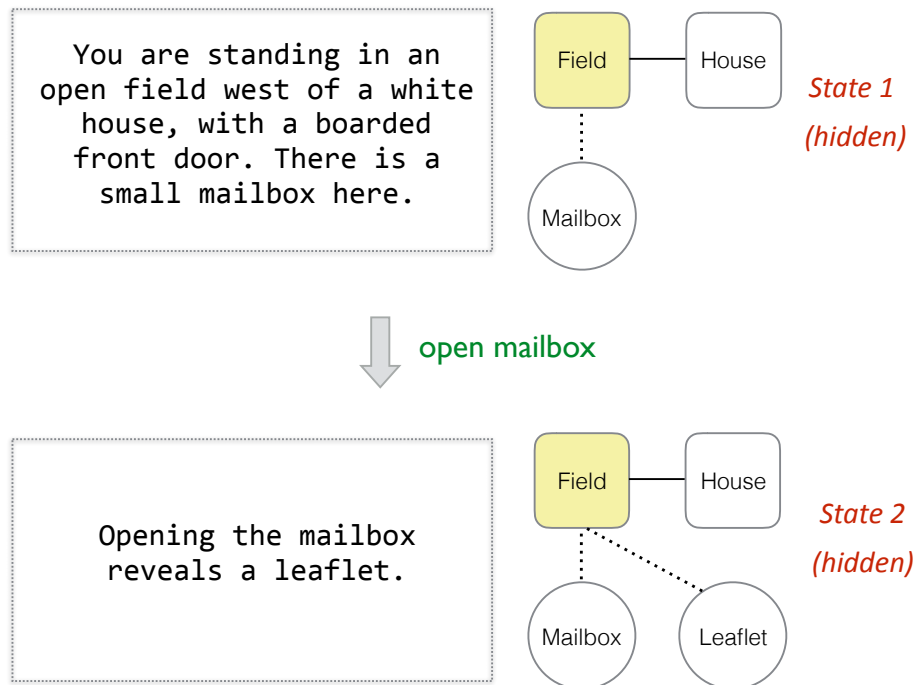 You are standing in an
open field west of a white
house, with a boarded
front door. There is a
small mailbox here.
Field
House
Mailbox
State 1
(hidden)
open mailbox
Opening the mailbox
reveals a leaflet.
Field
House
Mailbox
Leaflet
State 2
(hidden)